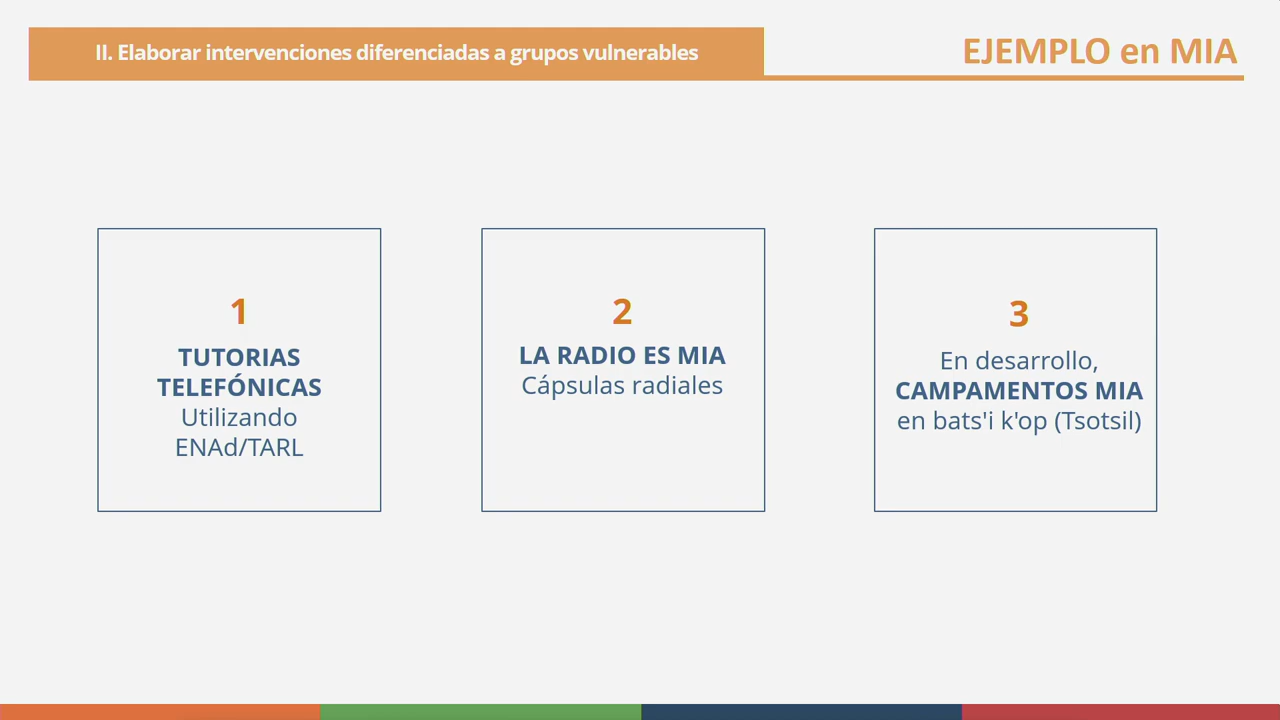 II. Elaborar intervenciones diferenciadas a grupos vulnerables
EJEMPLO en MIA
1
TUTORIAS
TELEFÓNICAS
Utilizando
ENAd/TARL
2
LA RADIO ES MIA
Cápsulas radiales
3
En desarrollo,
CAMPAMENTOS MIA
en bats'i k'op (Tsotsil)